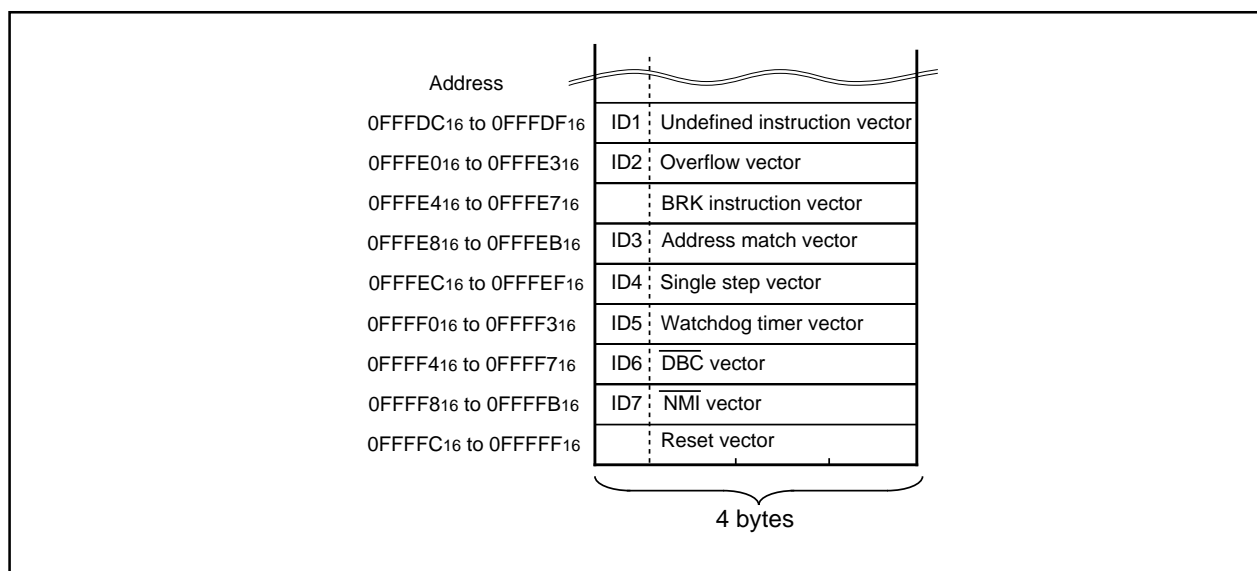 Address
0FFFDC16 to 0FFFDF16 ID1 Undefined instruction vector
0FFFE016 to 0FFFE316 ID2 Overflow vector
0FFFE416 to 0FFFE716 BRK instruction vector
0FFFE816 to 0FFFEB16 ID3 Address match vector
0FFFEC16 to 0FFFEF16 ID4 Single step vector
0FFFF016 to 0FFFF316 ID5 Watchdog timer vector
0FFFF416 to 0FFFF716 ID6 DBC vector
0FFFF816 to 0FFFFB16 ID7 NMI vector
0FFFFC16 to 0FFFFF16 Reset vector
4 bytes